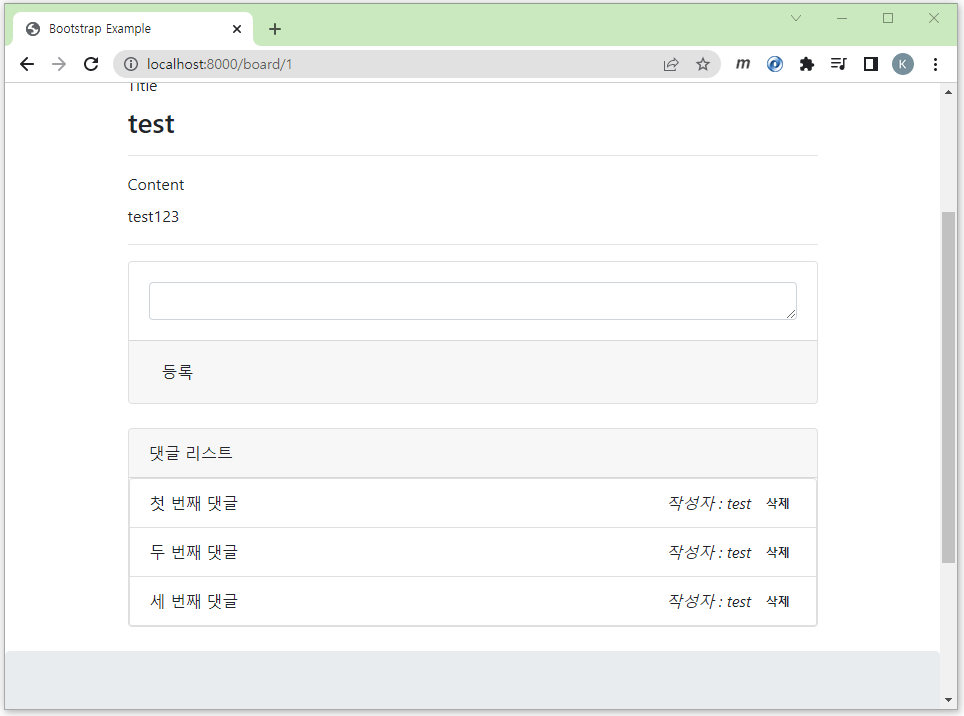 Bootstrap Example
localhost:8000/board/1
m
K
Title
test
Content
test123
등록
댓글 리스트
첫 번째 댓글 작성자 : test 삭제
두 번째 댓글 작성자 : test 삭제
세 번째 댓글 작성자 : test 삭제